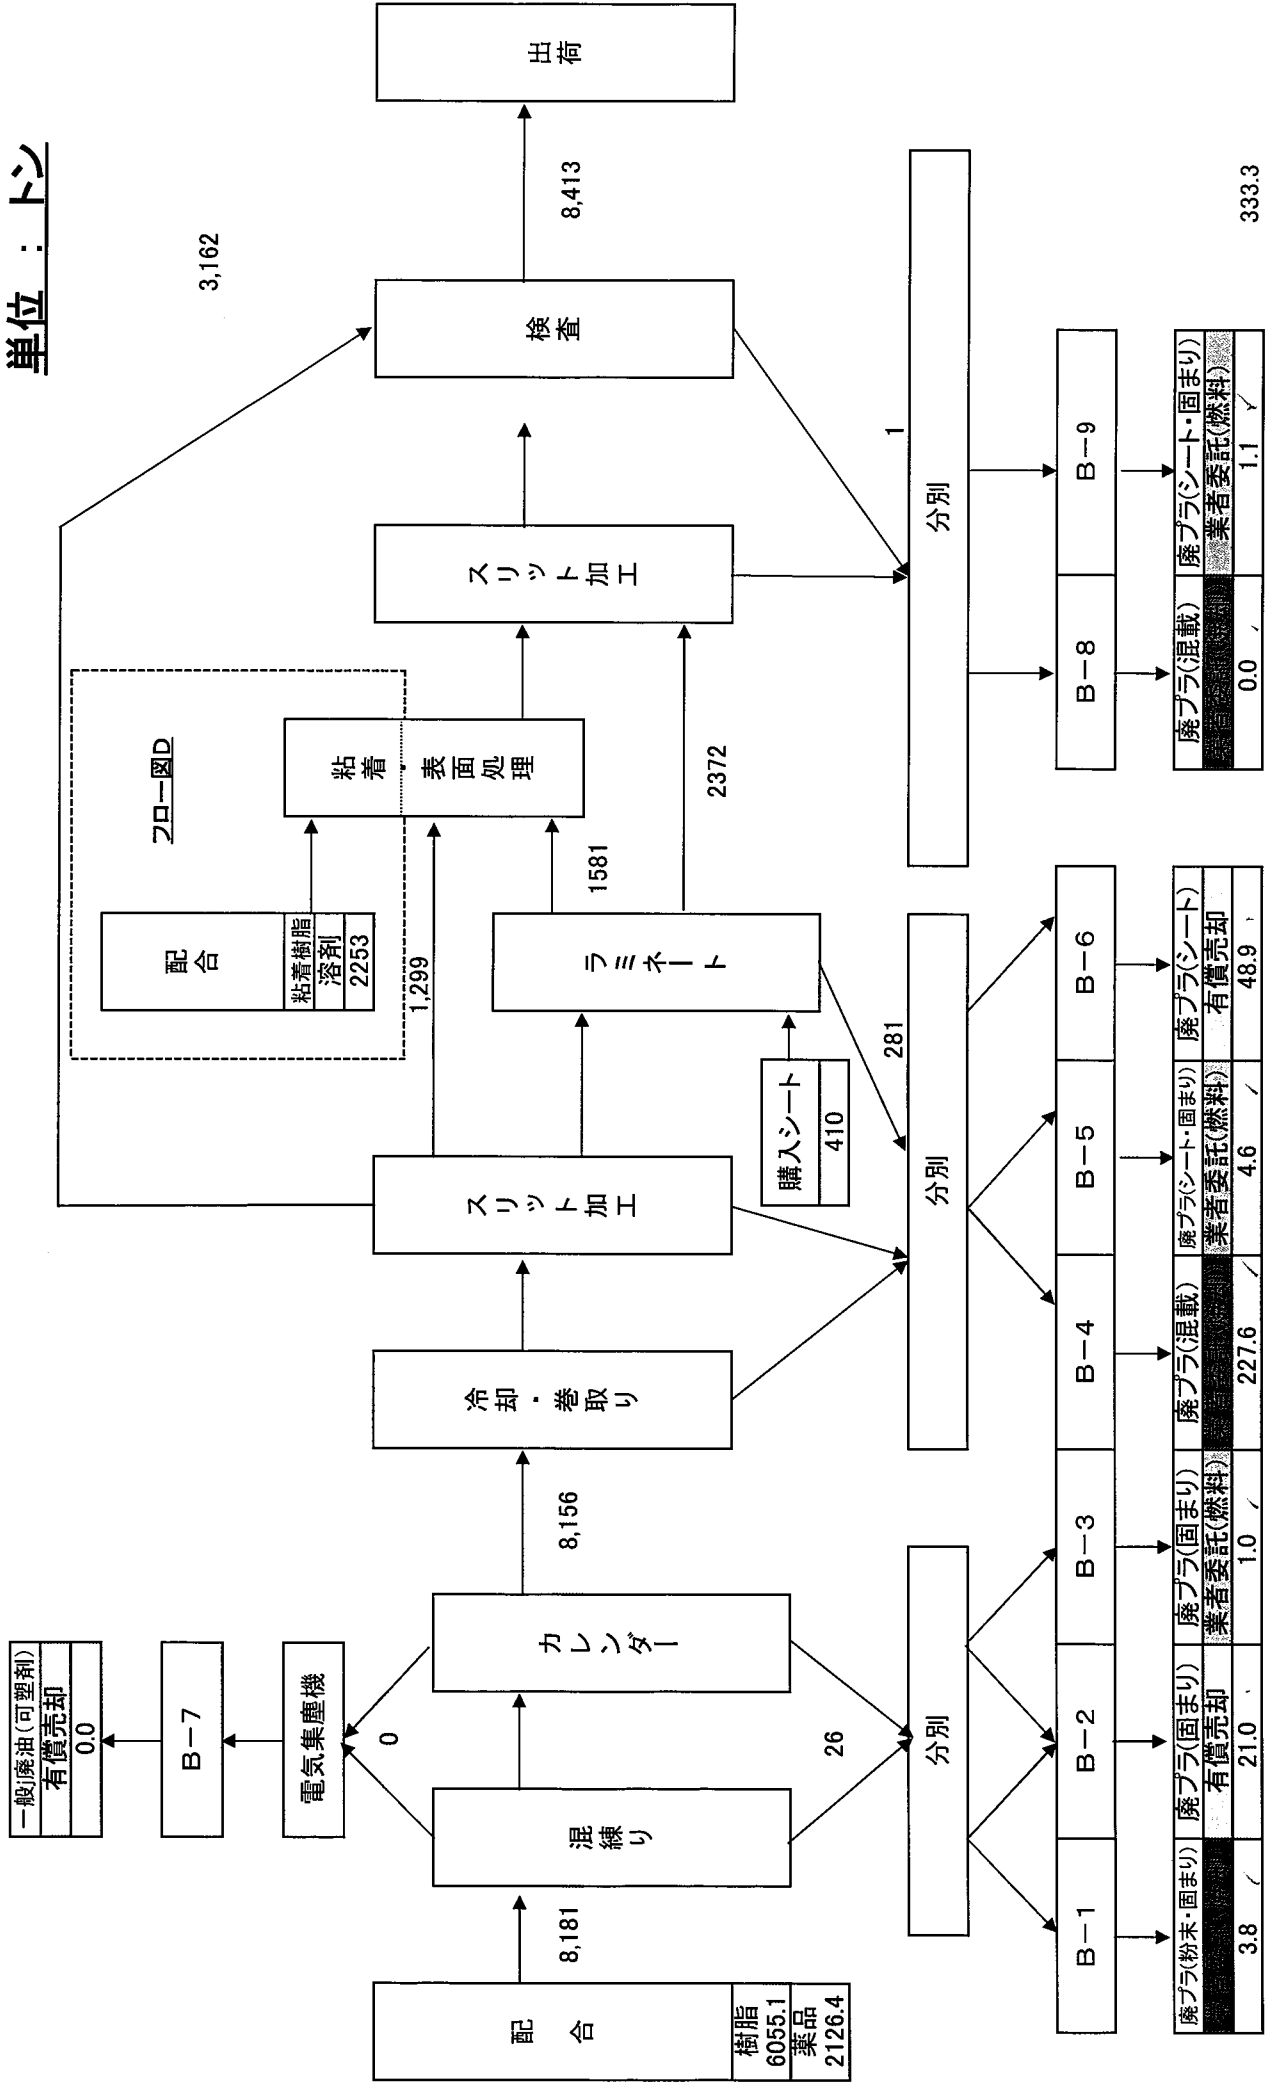 単位 : トン
一般j廃油(可塑剤)
有償売却
0.0
B－7
電気集塵機
0
配合
樹脂
6055.1
薬品
2126.4
8,181
混練り
カレンダー
8,156
冷却・巻取り
スリット加工
3,162
フロー図D
配合
粘着樹脂
溶剤
2253
粘着・表面処理
1,299
ラミネート
購入シート
410
1581
2372
スリット加工
検査
8,413
出荷
26
分別
281
分別
1
分別
B－1
B－2
B－3
B－4
B－5
B－6
B－8
B－9
廃プラ(粉末・固まり)
3.8
廃プラ(固まり)
有償売却
21.0
廃プラ(固まり)
業者委託(燃料)
1.0
廃プラ(混載)
227.6
廃プラ(シート・固まり)
業者委託(燃料)
4.6
廃プラ(シート)
有償売却
48.9
廃プラ(混載)
0.0
廃プラ(シート・固まり)
業者委託(燃料)
1.1
333.3